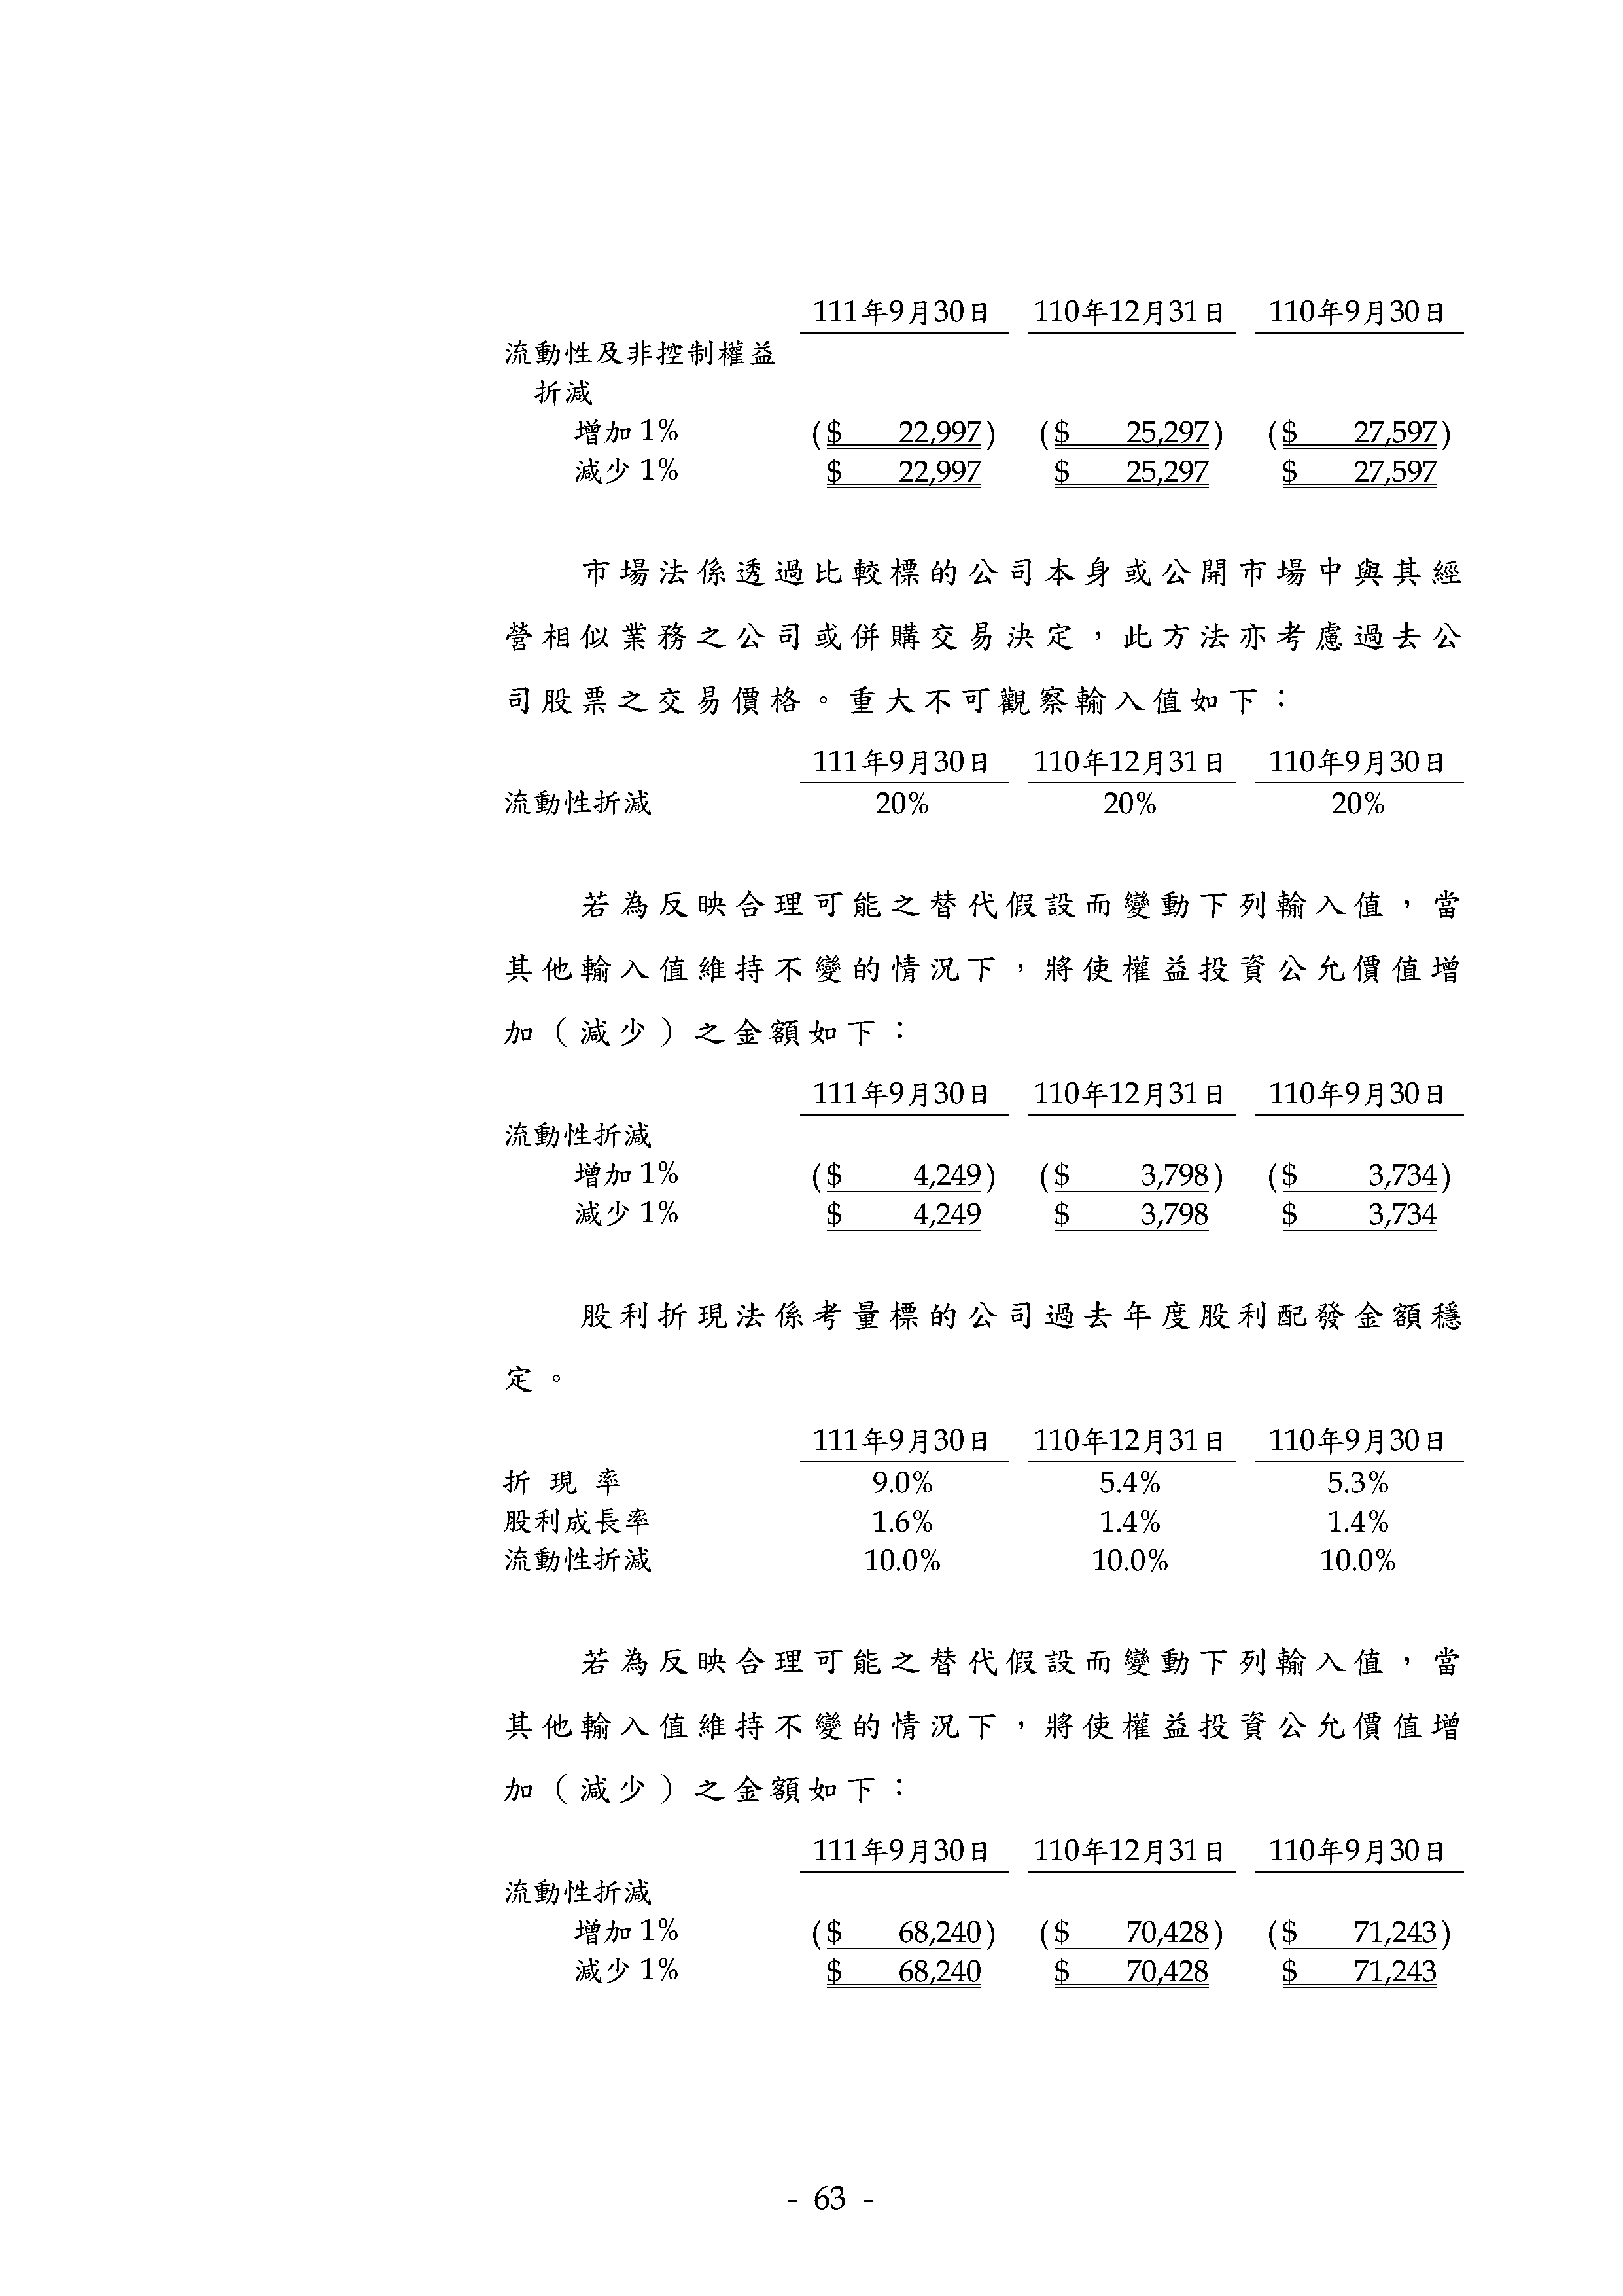 111年9月30日 110年12月31日 110年9月30日
流動性及非控制權益
折減
增加 1% ($ 22,997) ($ 25,297) ($ 27,597)
減少 1% $ 22,997 $ 25,297 $ 27,597
市場法係透過比較標的公司本身或公開市場中與其經
營相似業務之公司或併購交易決定，此方法亦考慮過去公
司股票之交易價格。重大不可觀察輸入值如下：
111年9月30日 110年12月31日 110年9月30日
流動性折減 20% 20% 20%
若為反映合理可能之替代假設而變動下列輸入值，當
其他輸入值維持不變的情況下，將使權益投資公允價值增
加（減少）之金額如下：
111年9月30日 110年12月31日 110年9月30日
流動性折減
增加 1% ($ 4,249) ($ 3,798) ($ 3,734)
減少 1% $ 4,249 $ 3,798 $ 3,734
股利折現法係考量標的公司過去年度股利配發金額穩
定。
111年9月30日 110年12月31日 110年9月30日
折現率 9.0% 5.4% 5.3%
股利成長率 1.6% 1.4% 1.4%
流動性折減 10.0% 10.0% 10.0%
若為反映合理可能之替代假設而變動下列輸入值，當
其他輸入值維持不變的情況下，將使權益投資公允價值增
加（減少）之金額如下：
111年9月30日 110年12月31日 110年9月30日
流動性折減
增加 1% ($ 68,240) ($ 70,428) ($ 71,243)
減少 1% $ 68,240 $ 70,428 $ 71,243
- 63 -